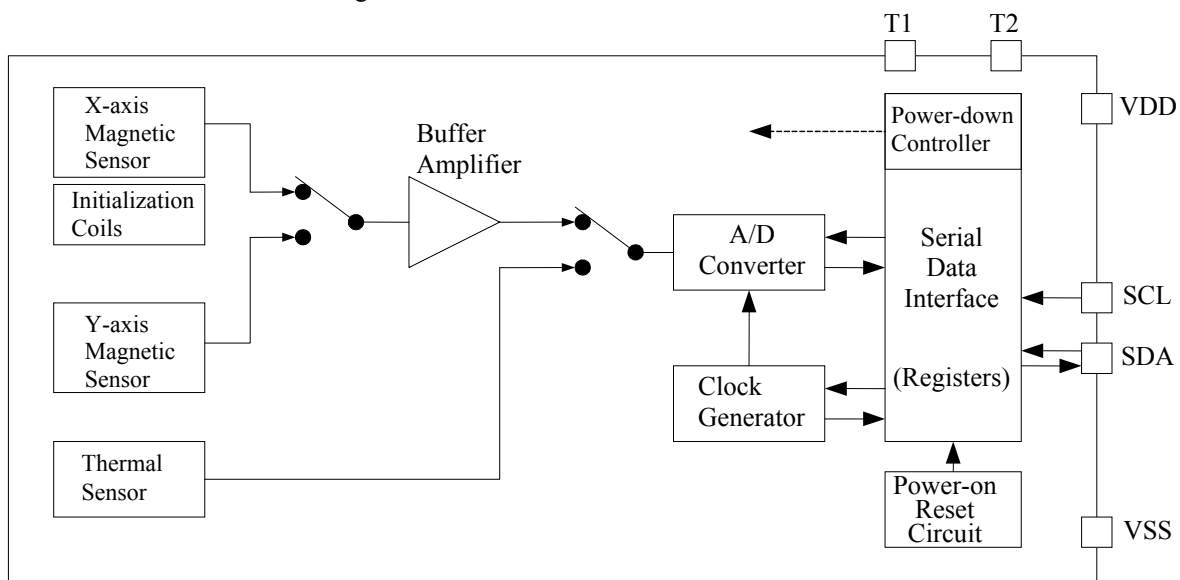 T1
T2
VDD
X-axis
Magnetic
Sensor
Initialization
Coils
Y-axis
Magnetic
Sensor
Thermal
Sensor
Buffer
Amplifier
A/D
Converter
Clock
Generator
Power-down
Controller
Serial
Data
Interface
(Registers)
Power-on
Reset
Circuit
SCL
SDA
VSS